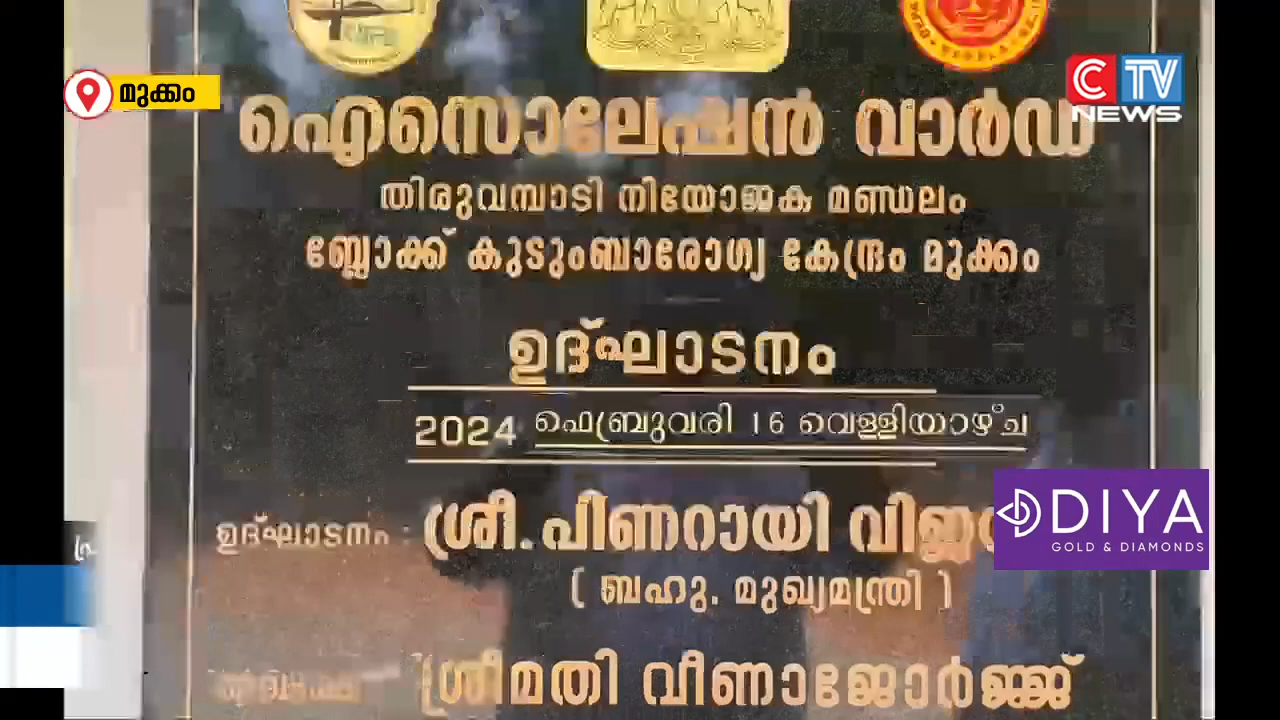 മുക്കം
CTV
NEWS
ഐസൊലേഷൻ വാർഡ്
തിരുവമ്പാടി നിയോജക മണ്ഡലം
ബ്ലോക്ക് കുടുംബാരോഗ്യ കേന്ദ്രം മുക്കം
ഉദ്ഘാടനം
2024 ഫെബ്രുവരി 16 വെള്ളിയാഴ്ച
ഉദ്ഘാടനം : ശ്രീ. പിണറായി
( ബഹു. മുഖ്യമന്ത്രി )
DIYA
GOLD & DIAMONDS
ശ്രീമതി വീണാജോർജ്ജ്